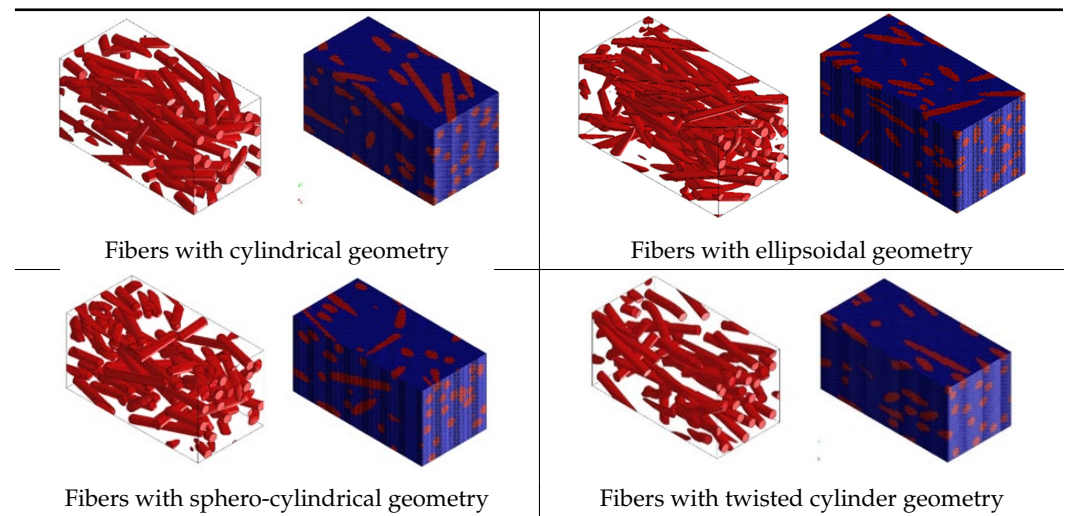 Fibers with cylindrical geometry
Fibers with ellipsoidal geometry
Fibers with sphero-cylindrical geometry
Fibers with twisted cylinder geometry